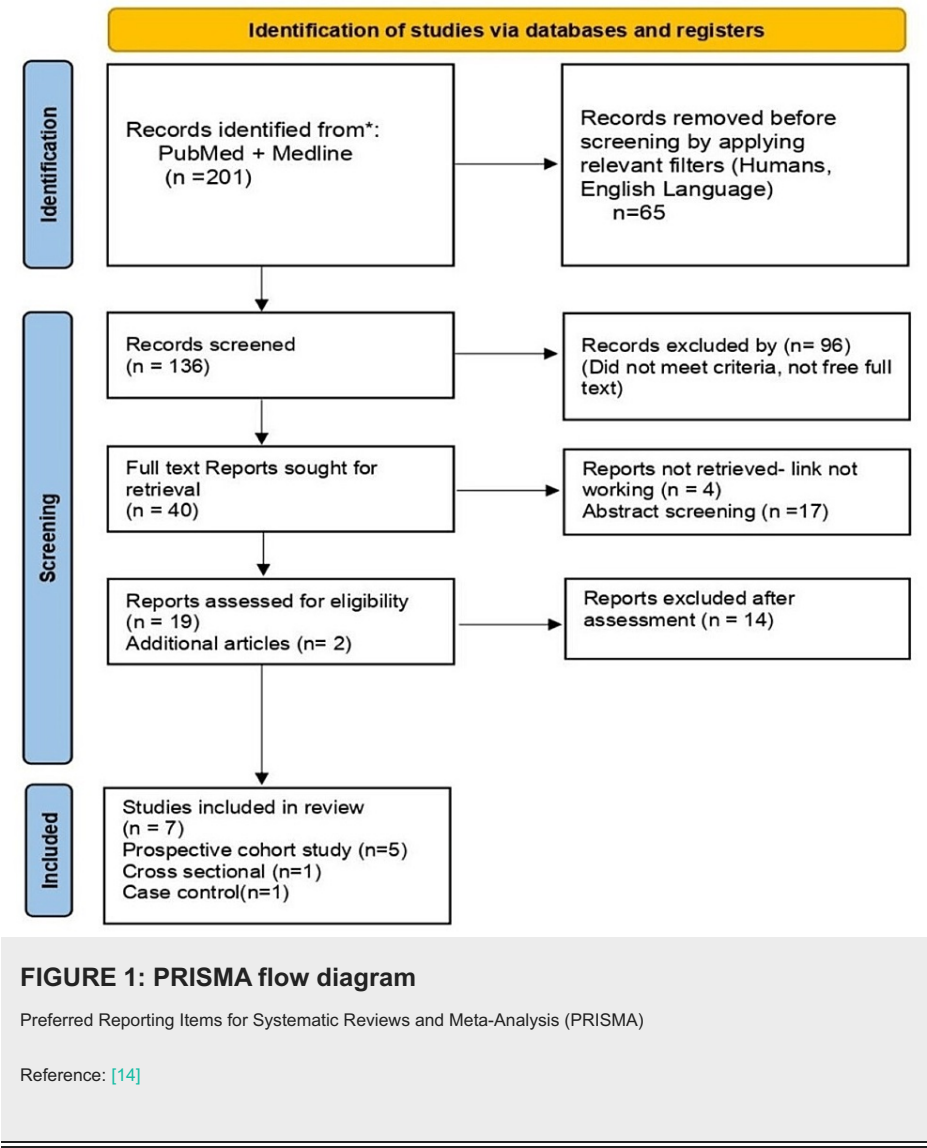 Identification of studies via databases and registers
Identification
Records identified from*:
PubMed + Medline
(n =201)
Records removed before
screening by applying
relevant filters (Humans,
English Language)
n=65
Screening
Records screened
(n = 136)
Records excluded by (n= 96)
(Did not meet criteria, not free full
text)
Full text Reports sought for
retrieval
(n = 40)
Reports not retrieved- link not
working (n = 4)
Abstract screening (n =17)
Reports assessed for eligibility
(n = 19)
Additional articles (n= 2)
Reports excluded after
assessment (n = 14)
Included
Studies included in review
(n = 7)
Prospective cohort study (n=5)
Cross sectional (n=1)
Case control(n=1)
FIGURE 1: PRISMA flow diagram
Preferred Reporting Items for Systematic Reviews and Meta-Analysis (PRISMA)
Reference: [14]